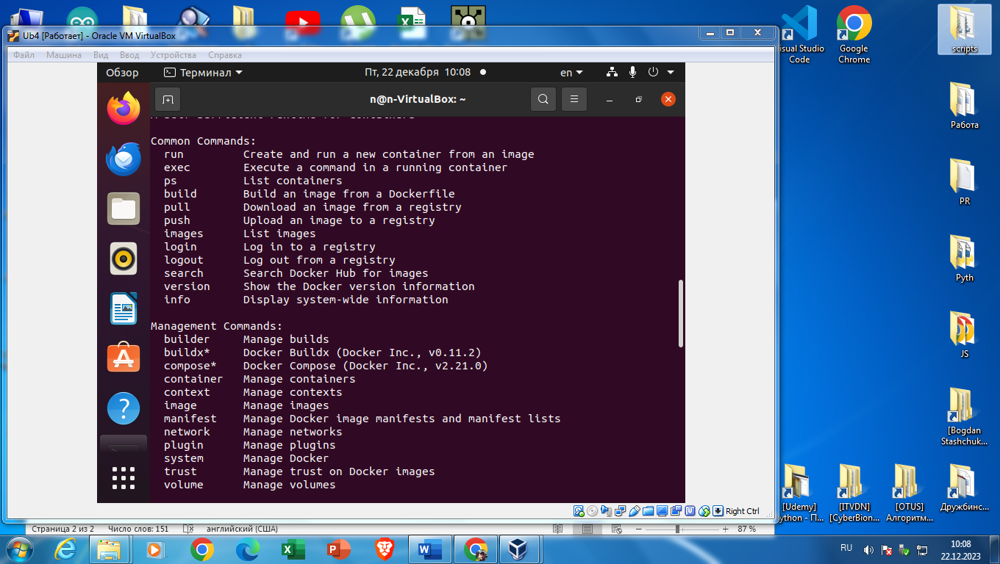 Ub4 [Работает] - Oracle VM VirtualBox
Файл Машина Вид Ввод Устройства Справка
Обзор Терминал Пт, 22 декабря 10:08 en
n@n-VirtualBox: ~
Common Commands:
run Create and run a new container from an image
exec Execute a command in a running container
ps List containers
build Build an image from a Dockerfile
pull Download an image from a registry
push Upload an image to a registry
images List images
login Log in to a registry
logout Log out from a registry
search Search Docker Hub for images
version Show the Docker version information
info Display system-wide information
Management Commands:
builder Manage builds
buildx* Docker Buildx (Docker Inc., v0.11.2)
compose* Docker Compose (Docker Inc., v2.21.0)
container Manage containers
context Manage contexts
image Manage images
manifest Manage Docker image manifests and manifest lists
network Manage networks
plugin Manage plugins
system Manage Docker
trust Manage trust on Docker images
volume Manage volumes
Right Ctrl
Страница 2 из 2 Число слов: 151 английский (США) 87 %
isual Studio
Code
Google
Chrome
scripts
Работа
PR
Pyth
JS
[Bogdan
Stashchuk...
[Udemy]
ython - П...
[ITVDN]
[CyberBion...
[OTUS]
Алгоритм...
Дружбинс...
RU
10:08
22.12.2023